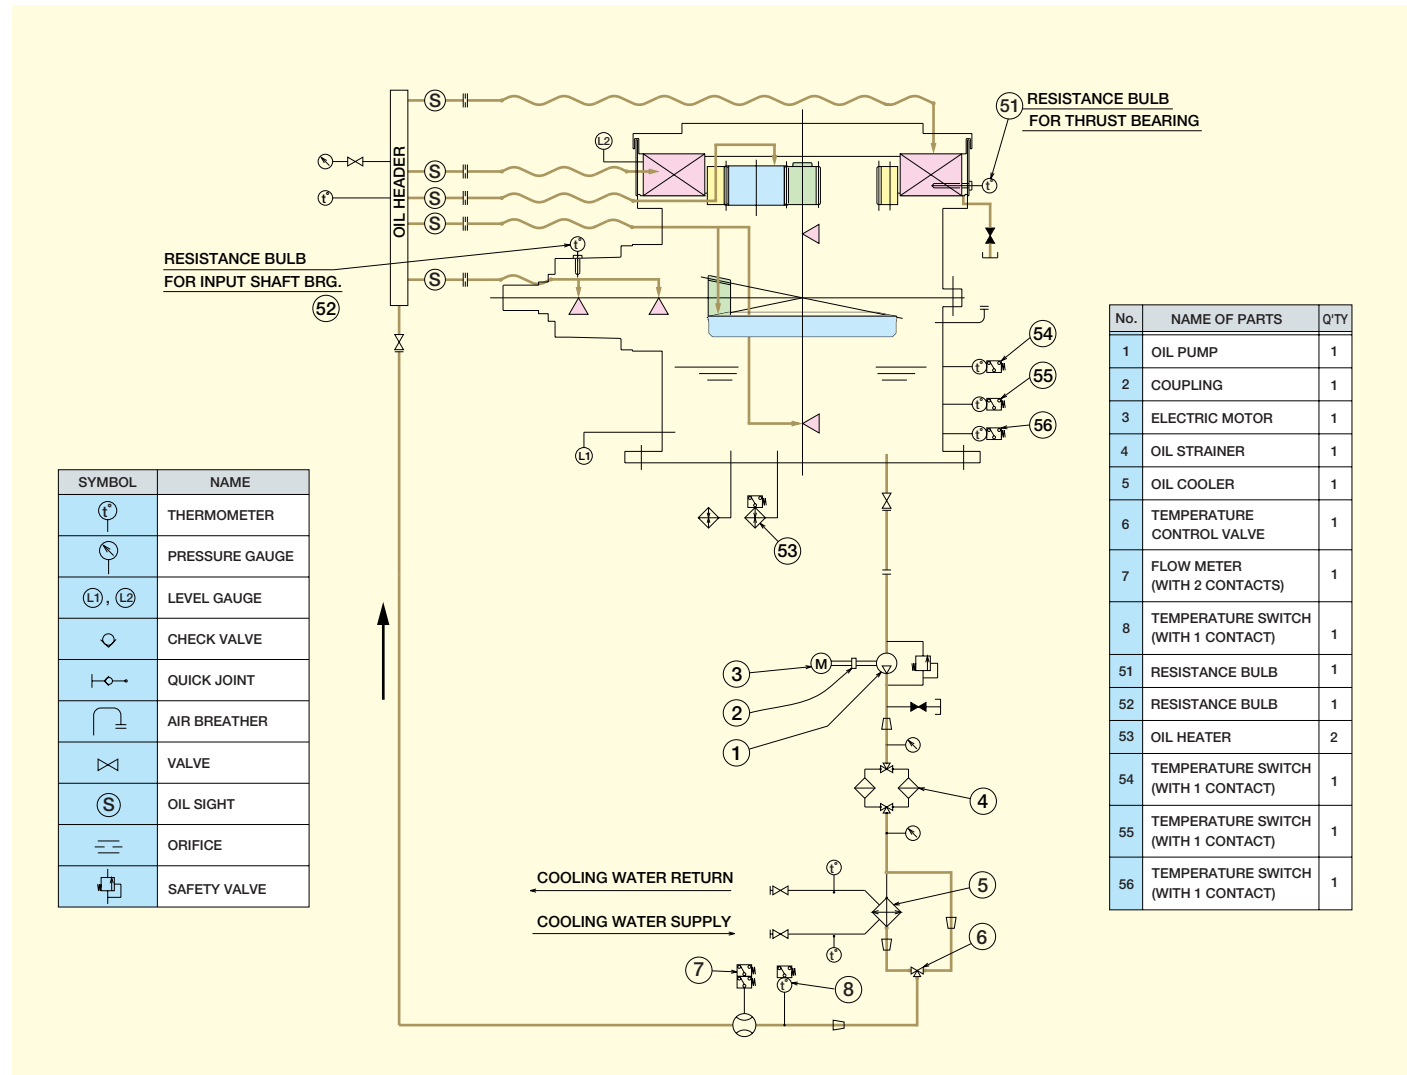 S
51
RESISTANCE BULB
FOR THRUST BEARING
L2
OIL HEADER
S
t°
t°
S
S
t°
RESISTANCE BULB
FOR INPUT SHAFT BRG.
52
S
54
t°
55
t°
56
t°
L1
53
3
M
2
1
4
COOLING WATER RETURN
t°
5
COOLING WATER SUPPLY
t°
6
7
t°
8
SYMBOL NAME
t° THERMOMETER
PRESSURE GAUGE
L1 , L2 LEVEL GAUGE
CHECK VALVE
QUICK JOINT
AIR BREATHER
VALVE
S OIL SIGHT
ORIFICE
SAFETY VALVE
No. NAME OF PARTS Q'TY
1 OIL PUMP 1
2 COUPLING 1
3 ELECTRIC MOTOR 1
4 OIL STRAINER 1
5 OIL COOLER 1
6 TEMPERATURE
CONTROL VALVE 1
7 FLOW METER
(WITH 2 CONTACTS) 1
8 TEMPERATURE SWITCH
(WITH 1 CONTACT) 1
51 RESISTANCE BULB 1
52 RESISTANCE BULB 1
53 OIL HEATER 2
54 TEMPERATURE SWITCH
(WITH 1 CONTACT) 1
55 TEMPERATURE SWITCH
(WITH 1 CONTACT) 1
56 TEMPERATURE SWITCH
(WITH 1 CONTACT) 1